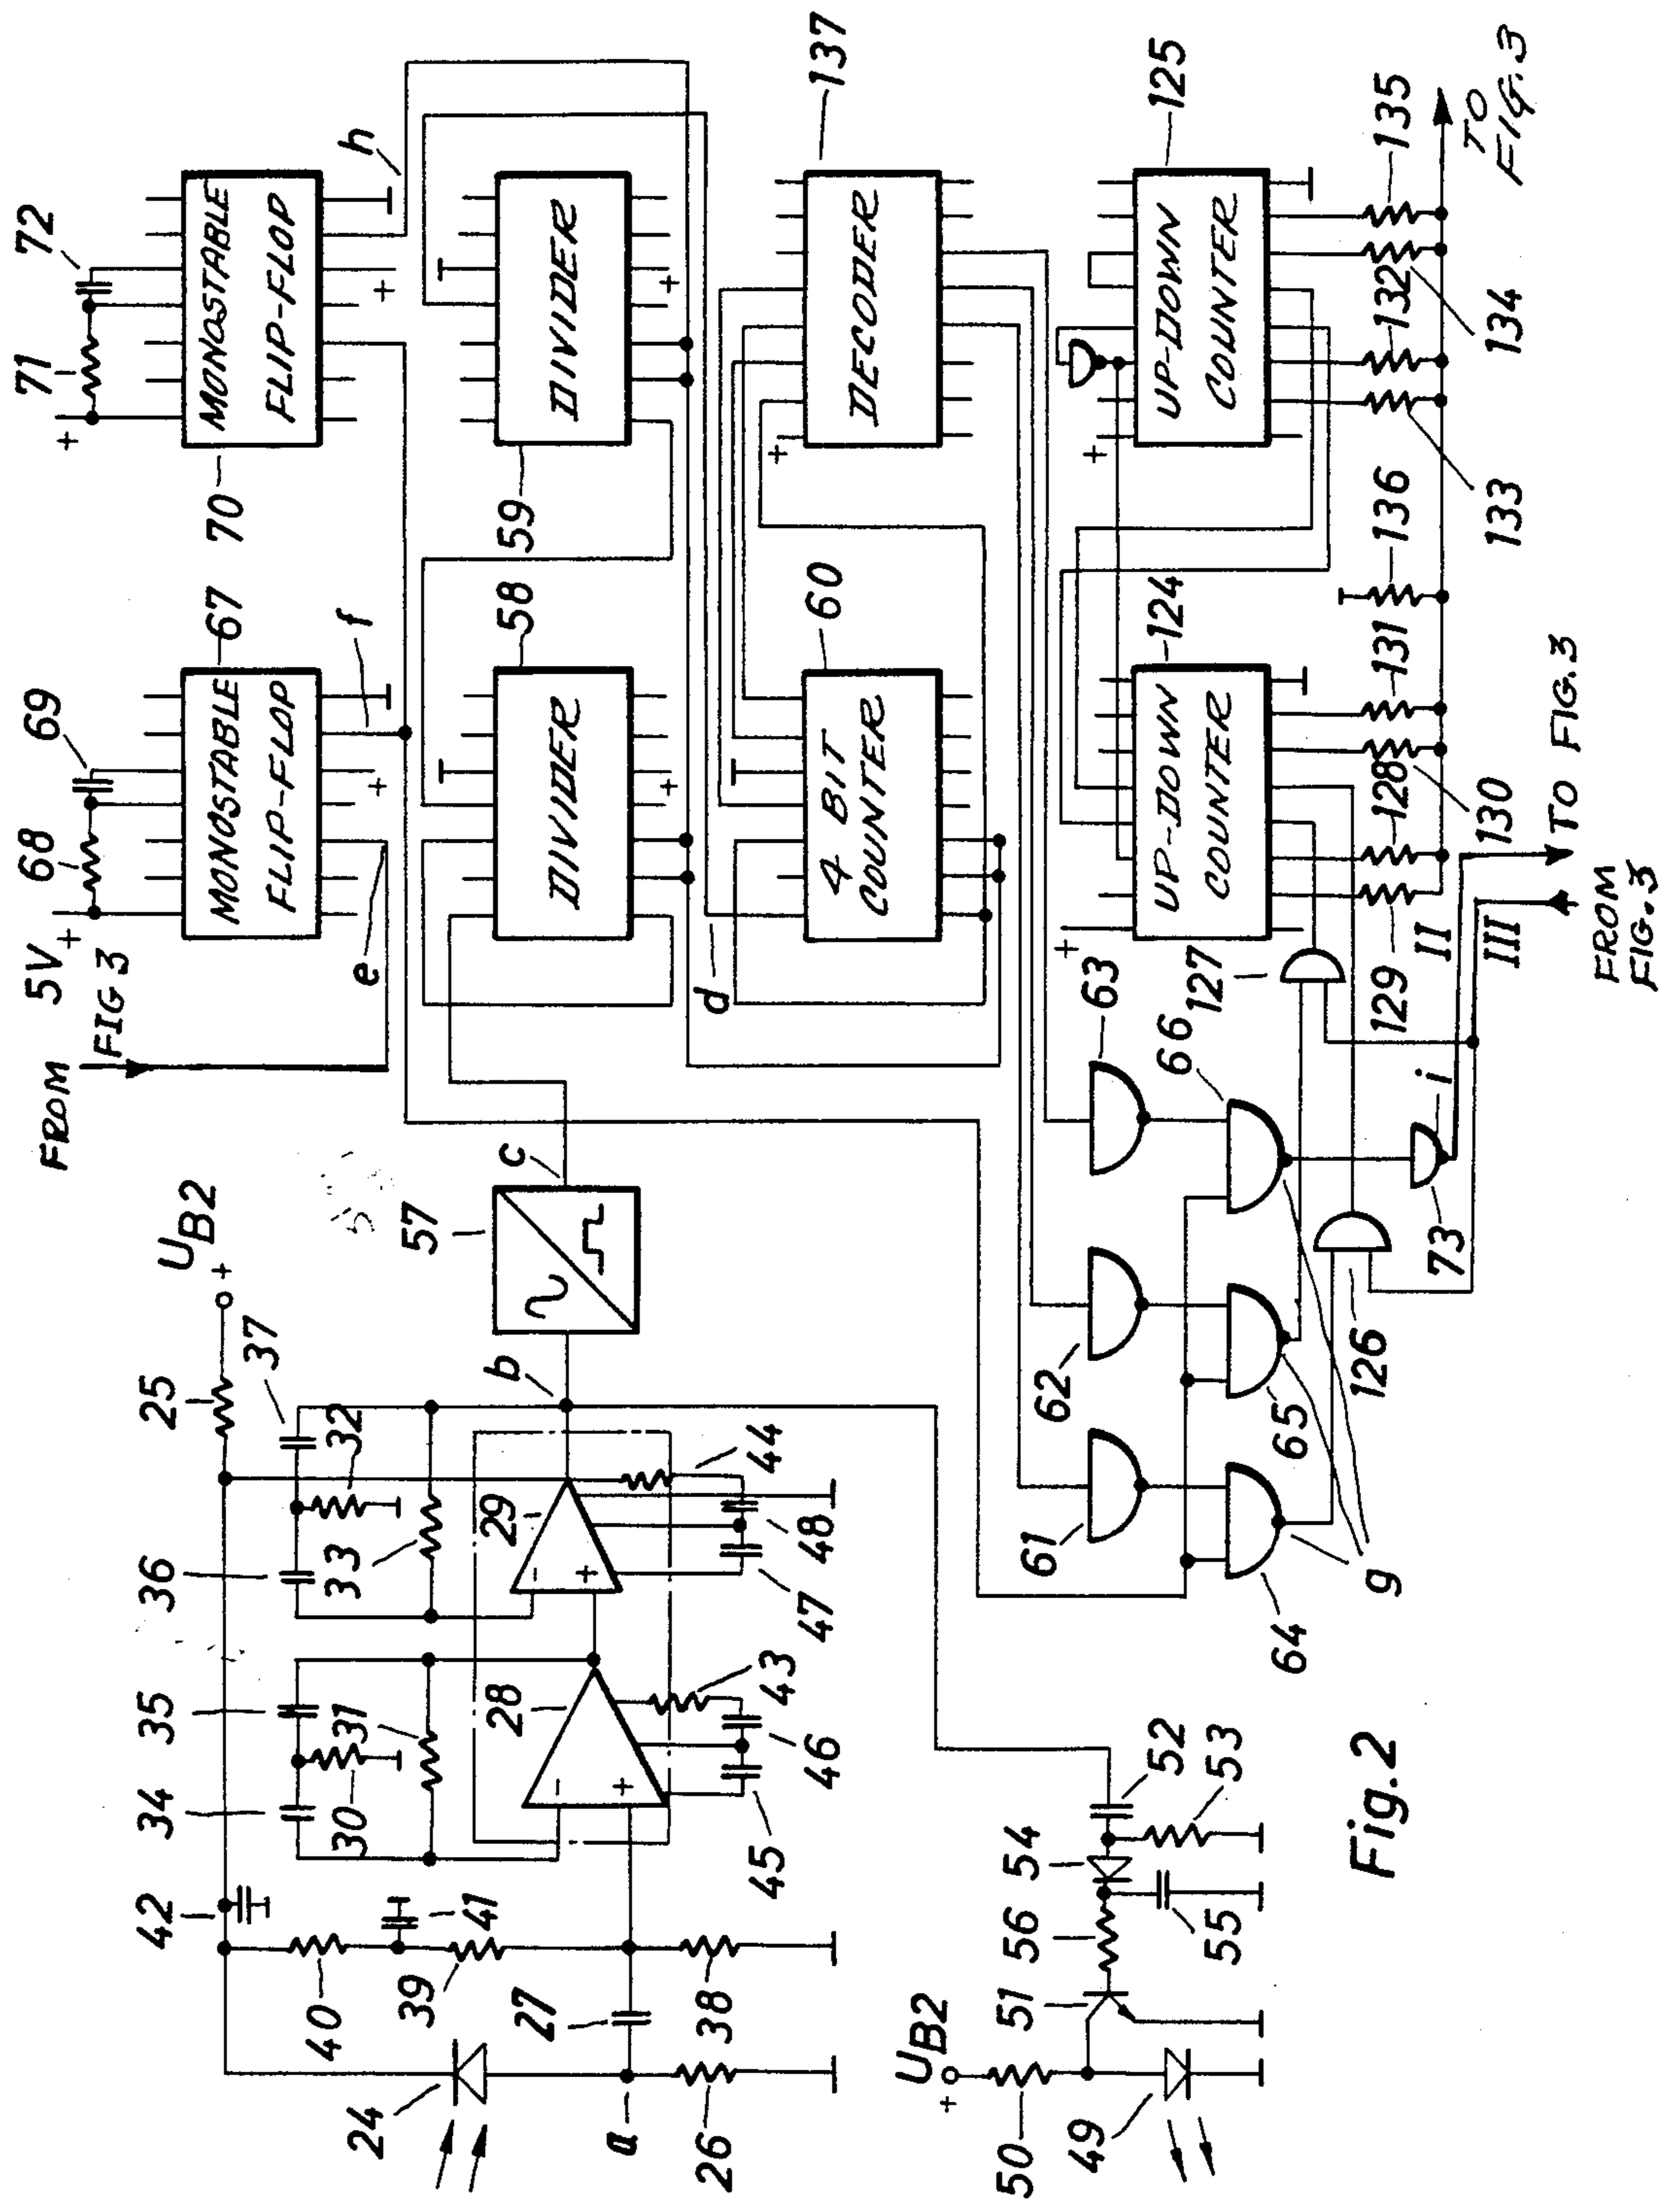 FROM
FIG 3
5V
+
68
69
67
MONOSTABLE
FLIP-FLOP
e
f
+
71
+
72
70
MONOSTABLE
FLIP-FLOP
+
h
U B2
+
25
37
36
32
33
35
34
31
30
42
40
41
39
27
38
24
a
26
28
-
+
29
-
+
43
44
45
46
47
48
b
57
c
58
DIVIDER
+
59
DIVIDER
+
d
60
4 BIT
COUNTER
137
+
DECODER
61
62
63
64
65
66
g
126
127
73
i
124
+
UP-DOWN
COUNTER
125
+
UP-DOWN
COUNTER
129
128
130
131
136
133
132
134
135
II
III
FROM
FIG.3
TO FIG.3
TO
FIG.3
U B2
+
50
49
51
56
54
55
52
53
Fig.2